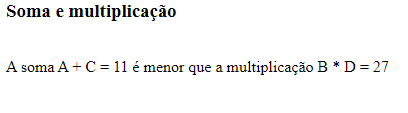 Soma e multiplicação
A soma A + C = 11 é menor que a multiplicação B * D = 27